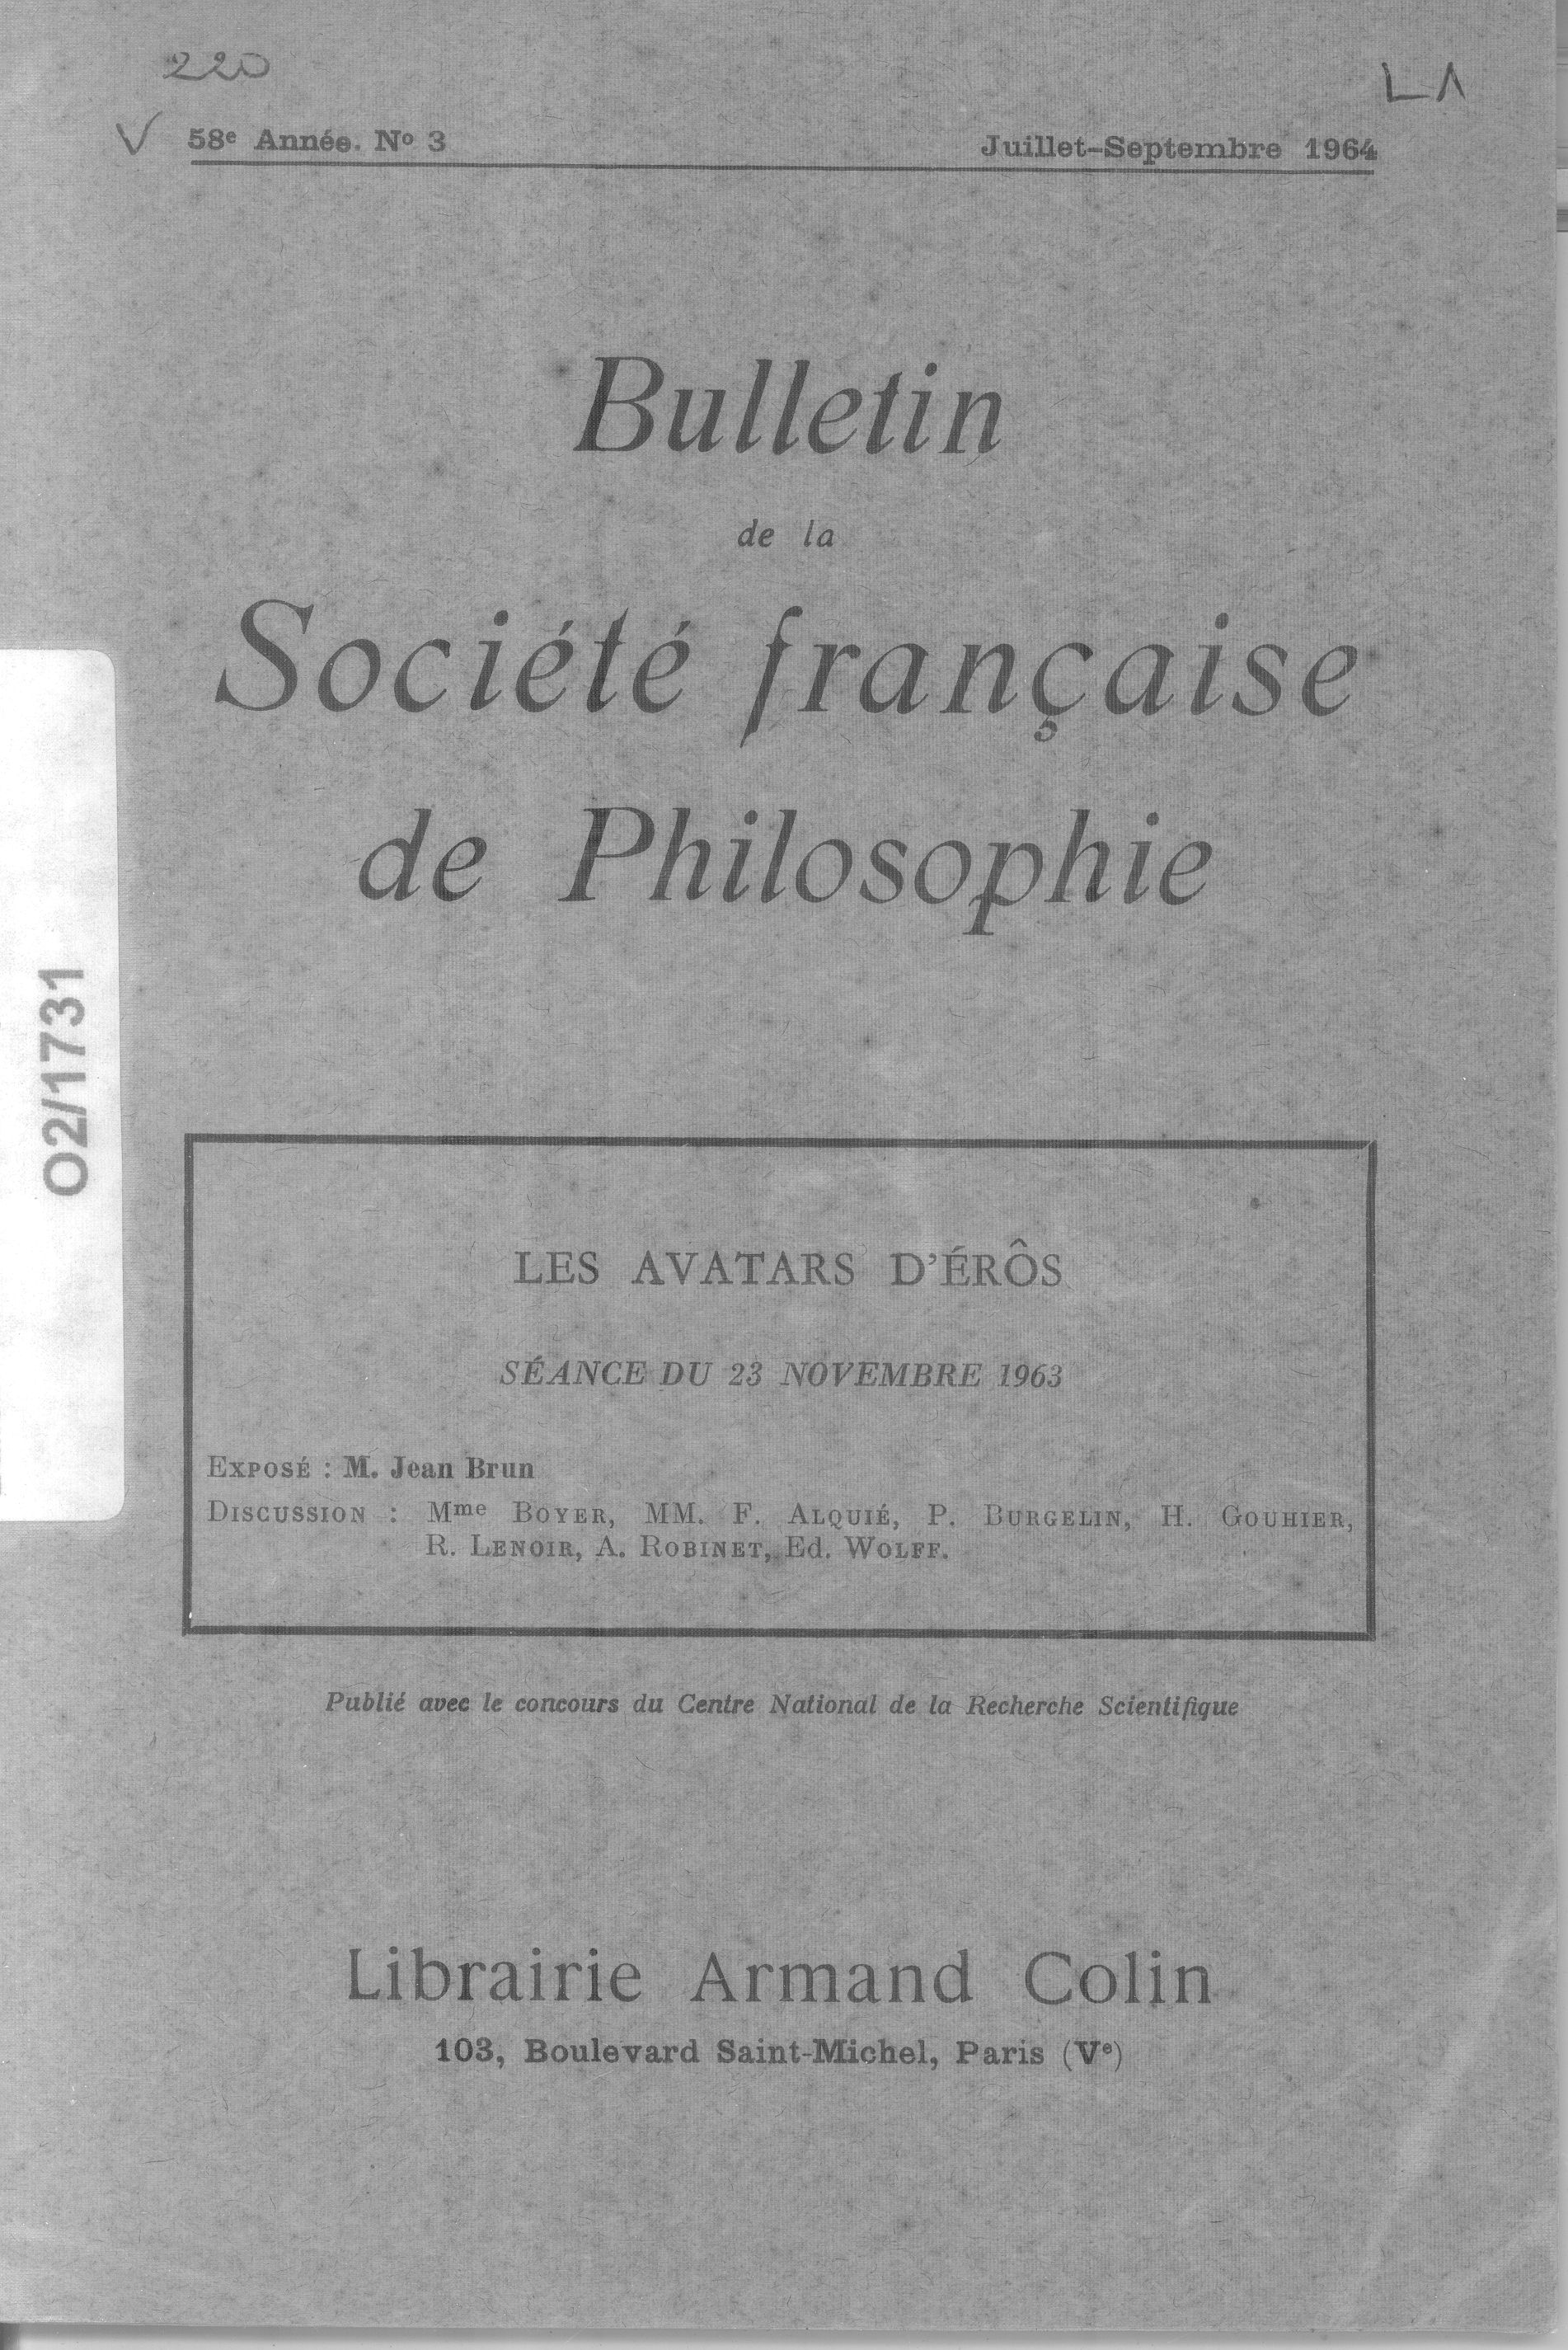 220
LA
V 58e Année. No 3
Juillet-Septembre 1964
Bulletin
de la
Société française
de Philosophie
O2/1731
LES AVATARS D'ÉRÔS
SÉANCE DU 23 NOVEMBRE 1963
EXPOSÉ : M. Jean Brun
DISCUSSION : Mme BOYER, MM. F. ALQUIÉ, P. BURGELIN, H. GOUHIER,
R. LENOIR, A. ROBINET, Ed. WOLFF.
Publié avec le concours du Centre National de la Recherche Scientifique
Librairie Armand Colin
103, Boulevard Saint-Michel, Paris (Ve)